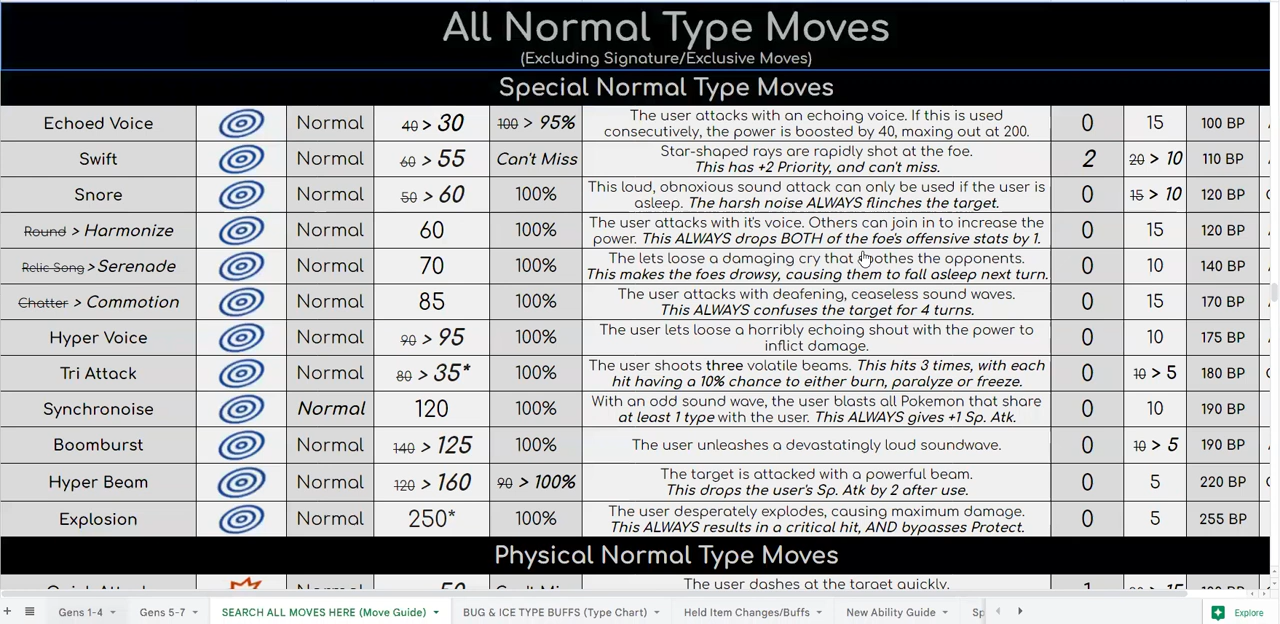 All Normal Type Moves
(Excluding Signature/Exclusive Moves)
Special Normal Type Moves
Echoed Voice Normal 40 > 30 100 > 95% The user attacks with an echoing voice. If this is used consecutively, the power is boosted by 40, maxing out at 200. 0 15 100 BP
Swift Normal 60 > 55 Can't Miss Star-shaped rays are rapidly shot at the foe. This has +2 Priority, and can't miss. 2 20 > 10 110 BP
Snore Normal 50 > 60 100% This loud, obnoxious sound attack can only be used if the user is asleep. The harsh noise ALWAYS flinches the target. 0 15 > 10 120 BP
Round > Harmonize Normal 60 100% The user attacks with it's voice. Others can join in to increase the power. This ALWAYS drops BOTH of the foe's offensive stats by 1. 0 15 120 BP
Relic Song > Serenade Normal 70 100% The lets loose a damaging cry that the opponents. This makes the foes drowsy, causing them to fall asleep next turn. 0 10 140 BP
Chatter > Commotion Normal 85 100% The user attacks with deafening, ceaseless sound waves. This ALWAYS confuses the target for 4 turns. 0 15 170 BP
Hyper Voice Normal 90 > 95 100% The user lets loose a horribly echoing shout with the power to inflict damage. 0 10 175 BP
Tri Attack Normal 80 > 35* 100% The user shoots three volatile beams. This hits 3 times, with each hit having a 10% chance to either burn, paralyze or freeze. 0 10 > 5 180 BP
Synchronoise Normal 120 100% With an odd sound wave, the user blasts all Pokemon that share at least 1 type with the user. This ALWAYS gives +1 Sp. Atk. 0 10 190 BP
Boomburst Normal 140 > 125 100% The user unleashes a devastatingly loud soundwave. 0 10 > 5 190 BP
Hyper Beam Normal 120 > 160 90 > 100% The target is attacked with a powerful beam. This drops the user's Sp. Atk by 2 after use. 0 5 220 BP
Explosion Normal 250* 100% The user desperately explodes, causing maximum damage. This ALWAYS results in a critical hit, AND bypasses Protect. 0 5 255 BP
Physical Normal Type Moves
The user dashes at the target quickly.
Gens 1-4 Gens 5-7 SEARCH ALL MOVES HERE (Move Guide) BUG & ICE TYPE BUFFS (Type Chart) Held Item Changes/Buffs New Ability Guide Explore